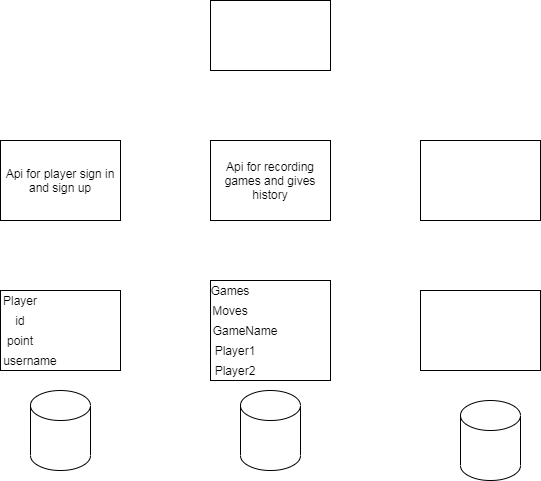 Api for player sign in
and sign up
Api for recording
games and gives
history
Player
id
point
username
Games
Moves
GameName
Player1
Player2